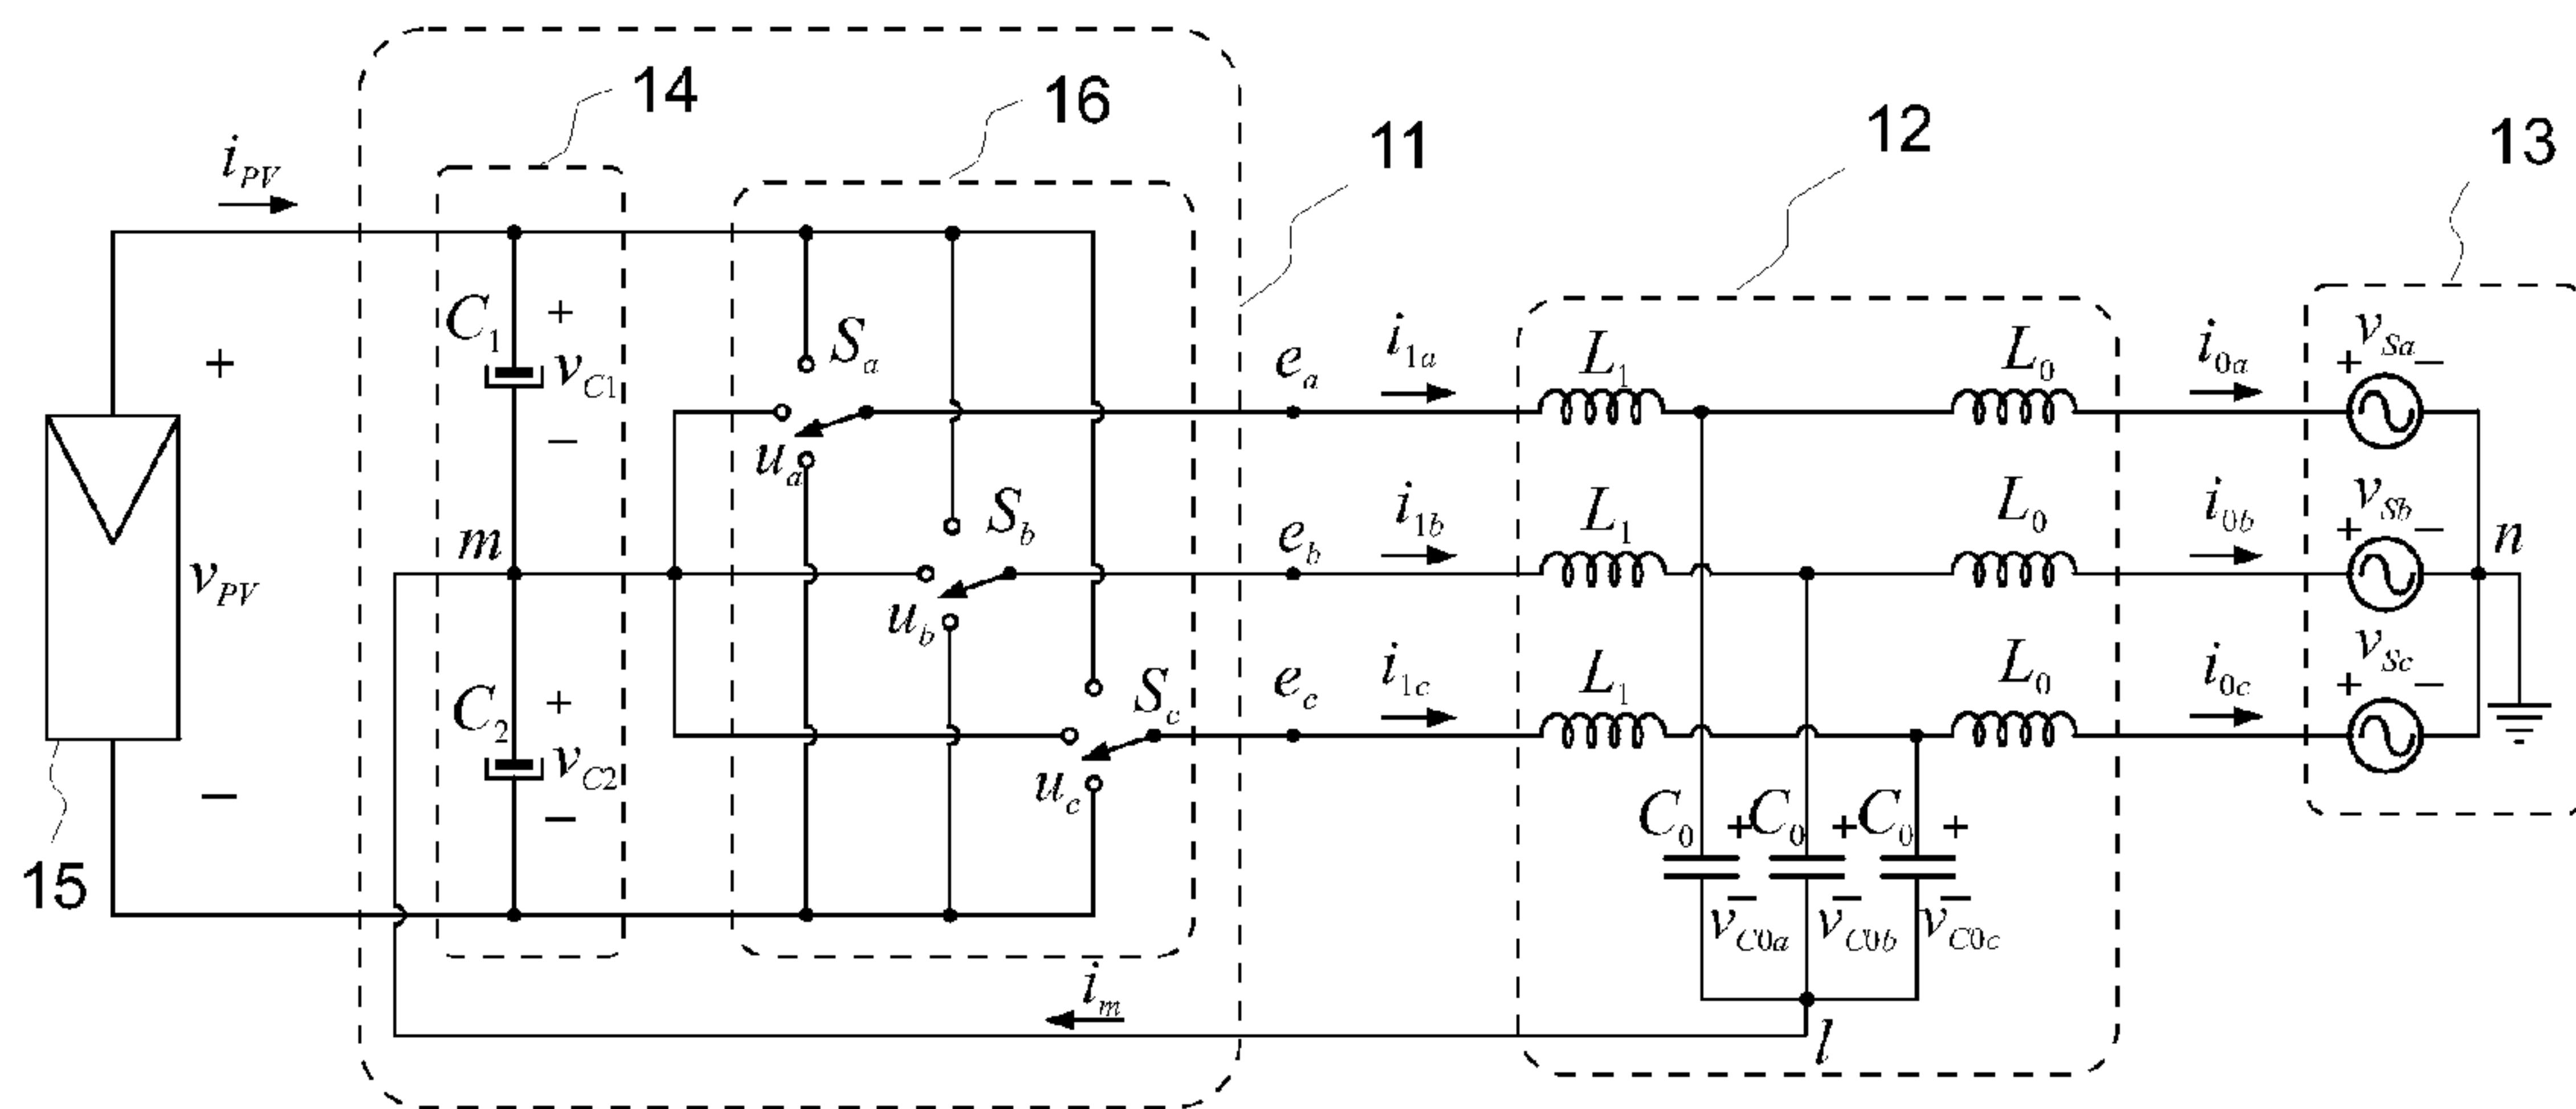 14
16
11
12
13
i_PV
+
C_1
+
v_C1
−
S_a
u_a
e_a
i_1a
L_1
L_0
i_0a
v_Sa
+ −
m
v_PV
S_b
u_b
e_b
i_1b
L_1
L_0
i_0b
v_Sb
+ −
n
C_2
+
v_C2
−
S_c
u_c
e_c
i_1c
L_1
L_0
i_0c
v_Sc
+ −
−
15
C_0 + C_0 + C_0 +
− − −
v_C0a v_C0b v_C0c
i_m
l